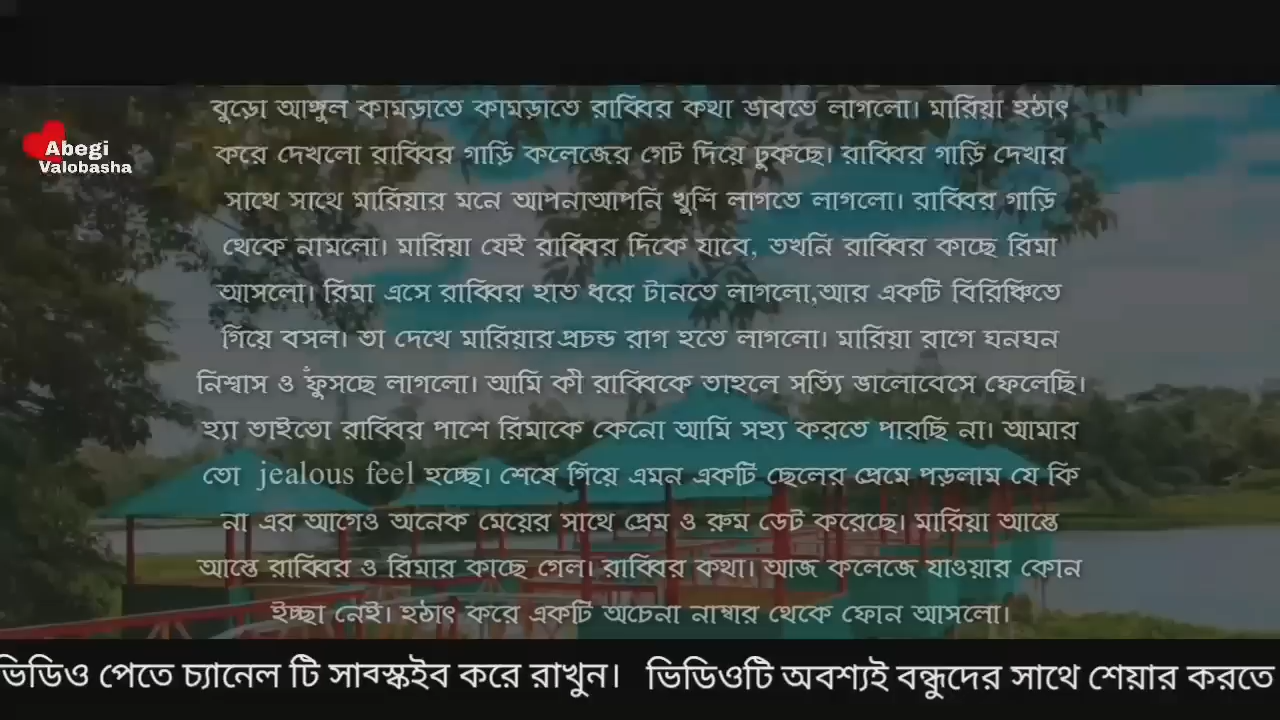 বুড়ো আঙ্গুল কামড়াতে কামড়াতে রাব্বির কথা ভাবতে লাগলো। মারিয়া হঠাৎ
Abegi
Valobasha
করে দেখলো রাব্বির গাড়ি কলেজের গেট দিয়ে ঢুকছে। রাব্বির গাড়ি দেখার
সাথে সাথে মারিয়ার মনে আপনাআপনি খুশি লাগতে লাগলো। রাব্বির গাড়ি
থেকে নামলো। মারিয়া যেই রাব্বির দিকে যাবে, তখনি রাব্বির কাছে রিমা
আসলো। রিমা এসে রাব্বির হাত ধরে টানতে লাগলো,আর একটি বিরিঞ্চিতে
গিয়ে বসল। তা দেখে মারিয়ার প্রচন্ড রাগ হতে লাগলো। মারিয়া রাগে ঘনঘন
নিশ্বাস ও ফুঁসছে লাগলো। আমি কী রাব্বিকে তাহলে সত্যি ভালোবেসে ফেলেছি।
হ্যা তাইতো রাব্বির পাশে রিমাকে কেনো আমি সহ্য করতে পারছি না। আমার
তো jealous feel হচ্ছে। শেষে গিয়ে এমন একটি ছেলের প্রেমে পড়লাম যে কি
না এর আগেও অনেক মেয়ের সাথে প্রেম ও রুম ডেট করেছে। মারিয়া আস্তে
আস্তে রাব্বির ও রিমার কাছে গেল। রাব্বির কথা। আজ কলেজে যাওয়ার কোন
ইচ্ছা নেই। হঠাৎ করে একটি অচেনা নাম্বার থেকে ফোন আসলো।
ভিডিও পেতে চ্যানেল টি সাবস্ক্রইব করে রাখুন। ভিডিওটি অবশ্যই বন্ধুদের সাথে শেয়ার করতে